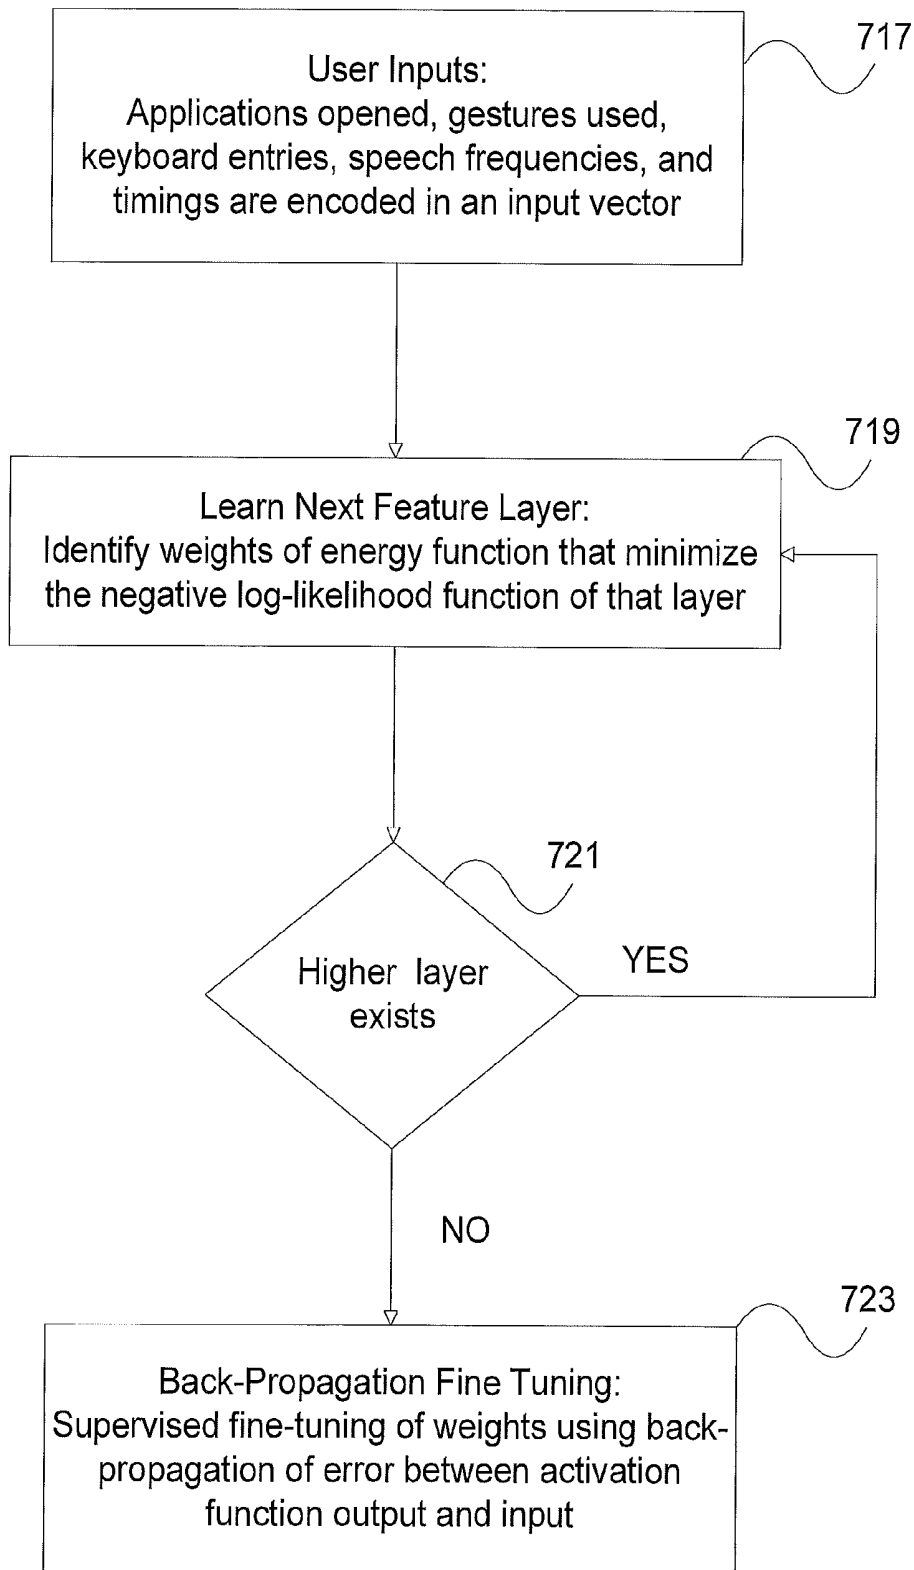 717
User Inputs:
Applications opened, gestures used,
keyboard entries, speech frequencies, and
timings are encoded in an input vector
719
Learn Next Feature Layer:
Identify weights of energy function that minimize
the negative log-likelihood function of that layer
721
Higher layer
exists
YES
NO
723
Back-Propagation Fine Tuning:
Supervised fine-tuning of weights using back-
propagation of error between activation
function output and input